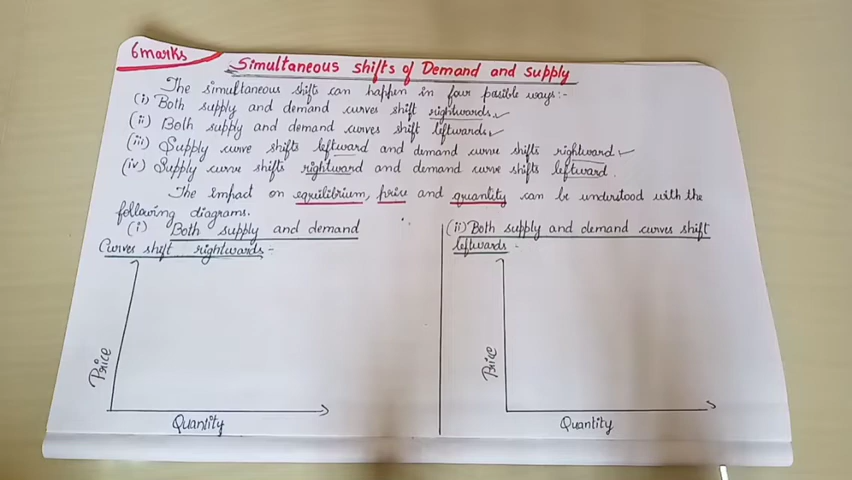 6 marks
Simultaneous shifts of Demand and supply
The simultaneous shift can happen in four posible ways:-
(i) Both supply and demand curves shift rightwards.
(ii) Both supply and demand curves shift leftwards.
(iii) Supply curve shifts leftward and demand curve shifts rightward
(iv) Supply curve shifts rightward and demand curve shifts leftward.
The impact on equilibrium, price and quantity can be understood with the
following diagrams.
(i) Both supply and demand
Curves shift rightwards -
Price
Quantity
(ii) Both supply and demand curves shift
leftwards -
Price
Quantity